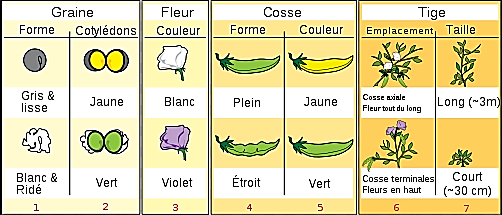 Graine Fleur Cosse Tige
Forme Cotylédons Couleur Forme Couleur Emplacement Taille
Gris & lisse
Jaune
Blanc
Plein
Jaune
Cosse axiale
Fleur tout du long
Long (~3m)
Blanc & Ridé
Vert
Violet
Étroit
Vert
Cosse terminales
Fleurs en haut
Court
(~30 cm)
1 2 3 4 5 6 7